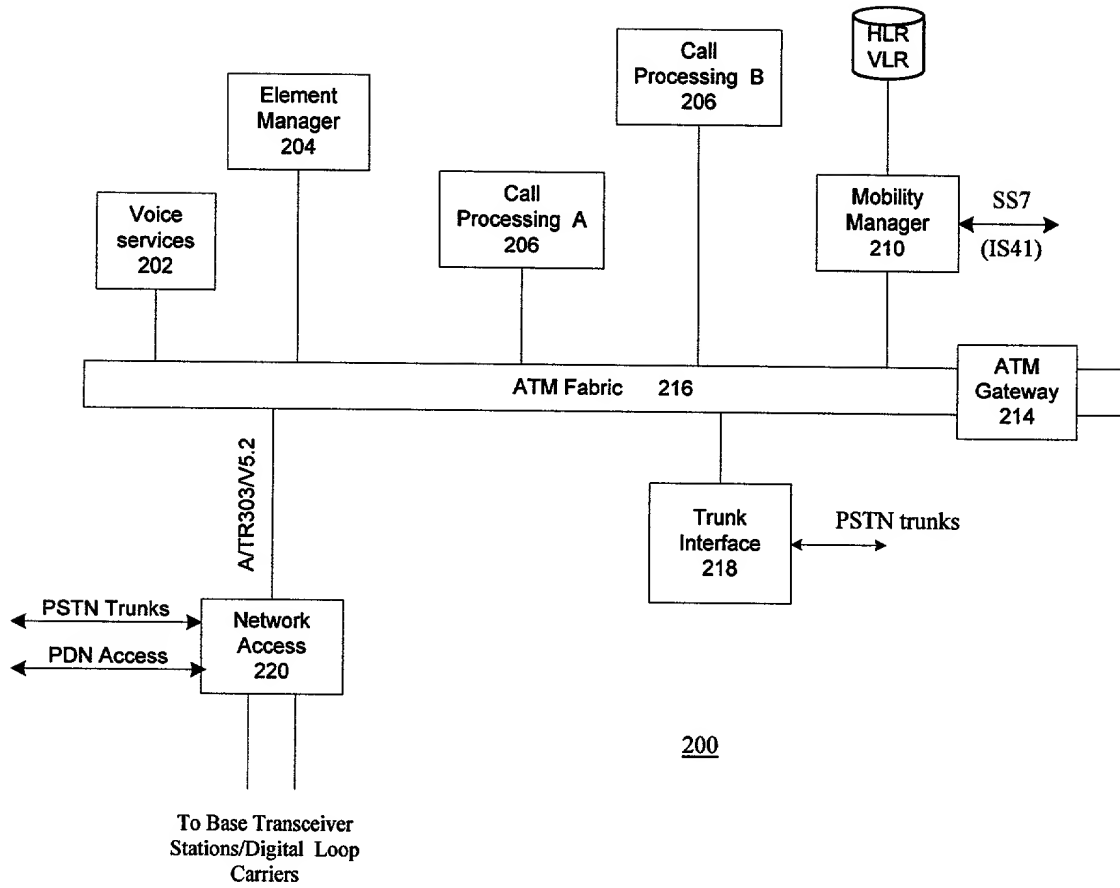 HLR
VLR
Call
Processing B
206
Element
Manager
204
Call
Processing A
206
Mobility
Manager
210
SS7
(IS41)
Voice
services
202
ATM Fabric 216
ATM
Gateway
214
A/TR303/V5.2
Trunk
Interface
218
PSTN trunks
PSTN Trunks
PDN Access
Network
Access
220
200
To Base Transceiver
Stations/Digital Loop
Carriers